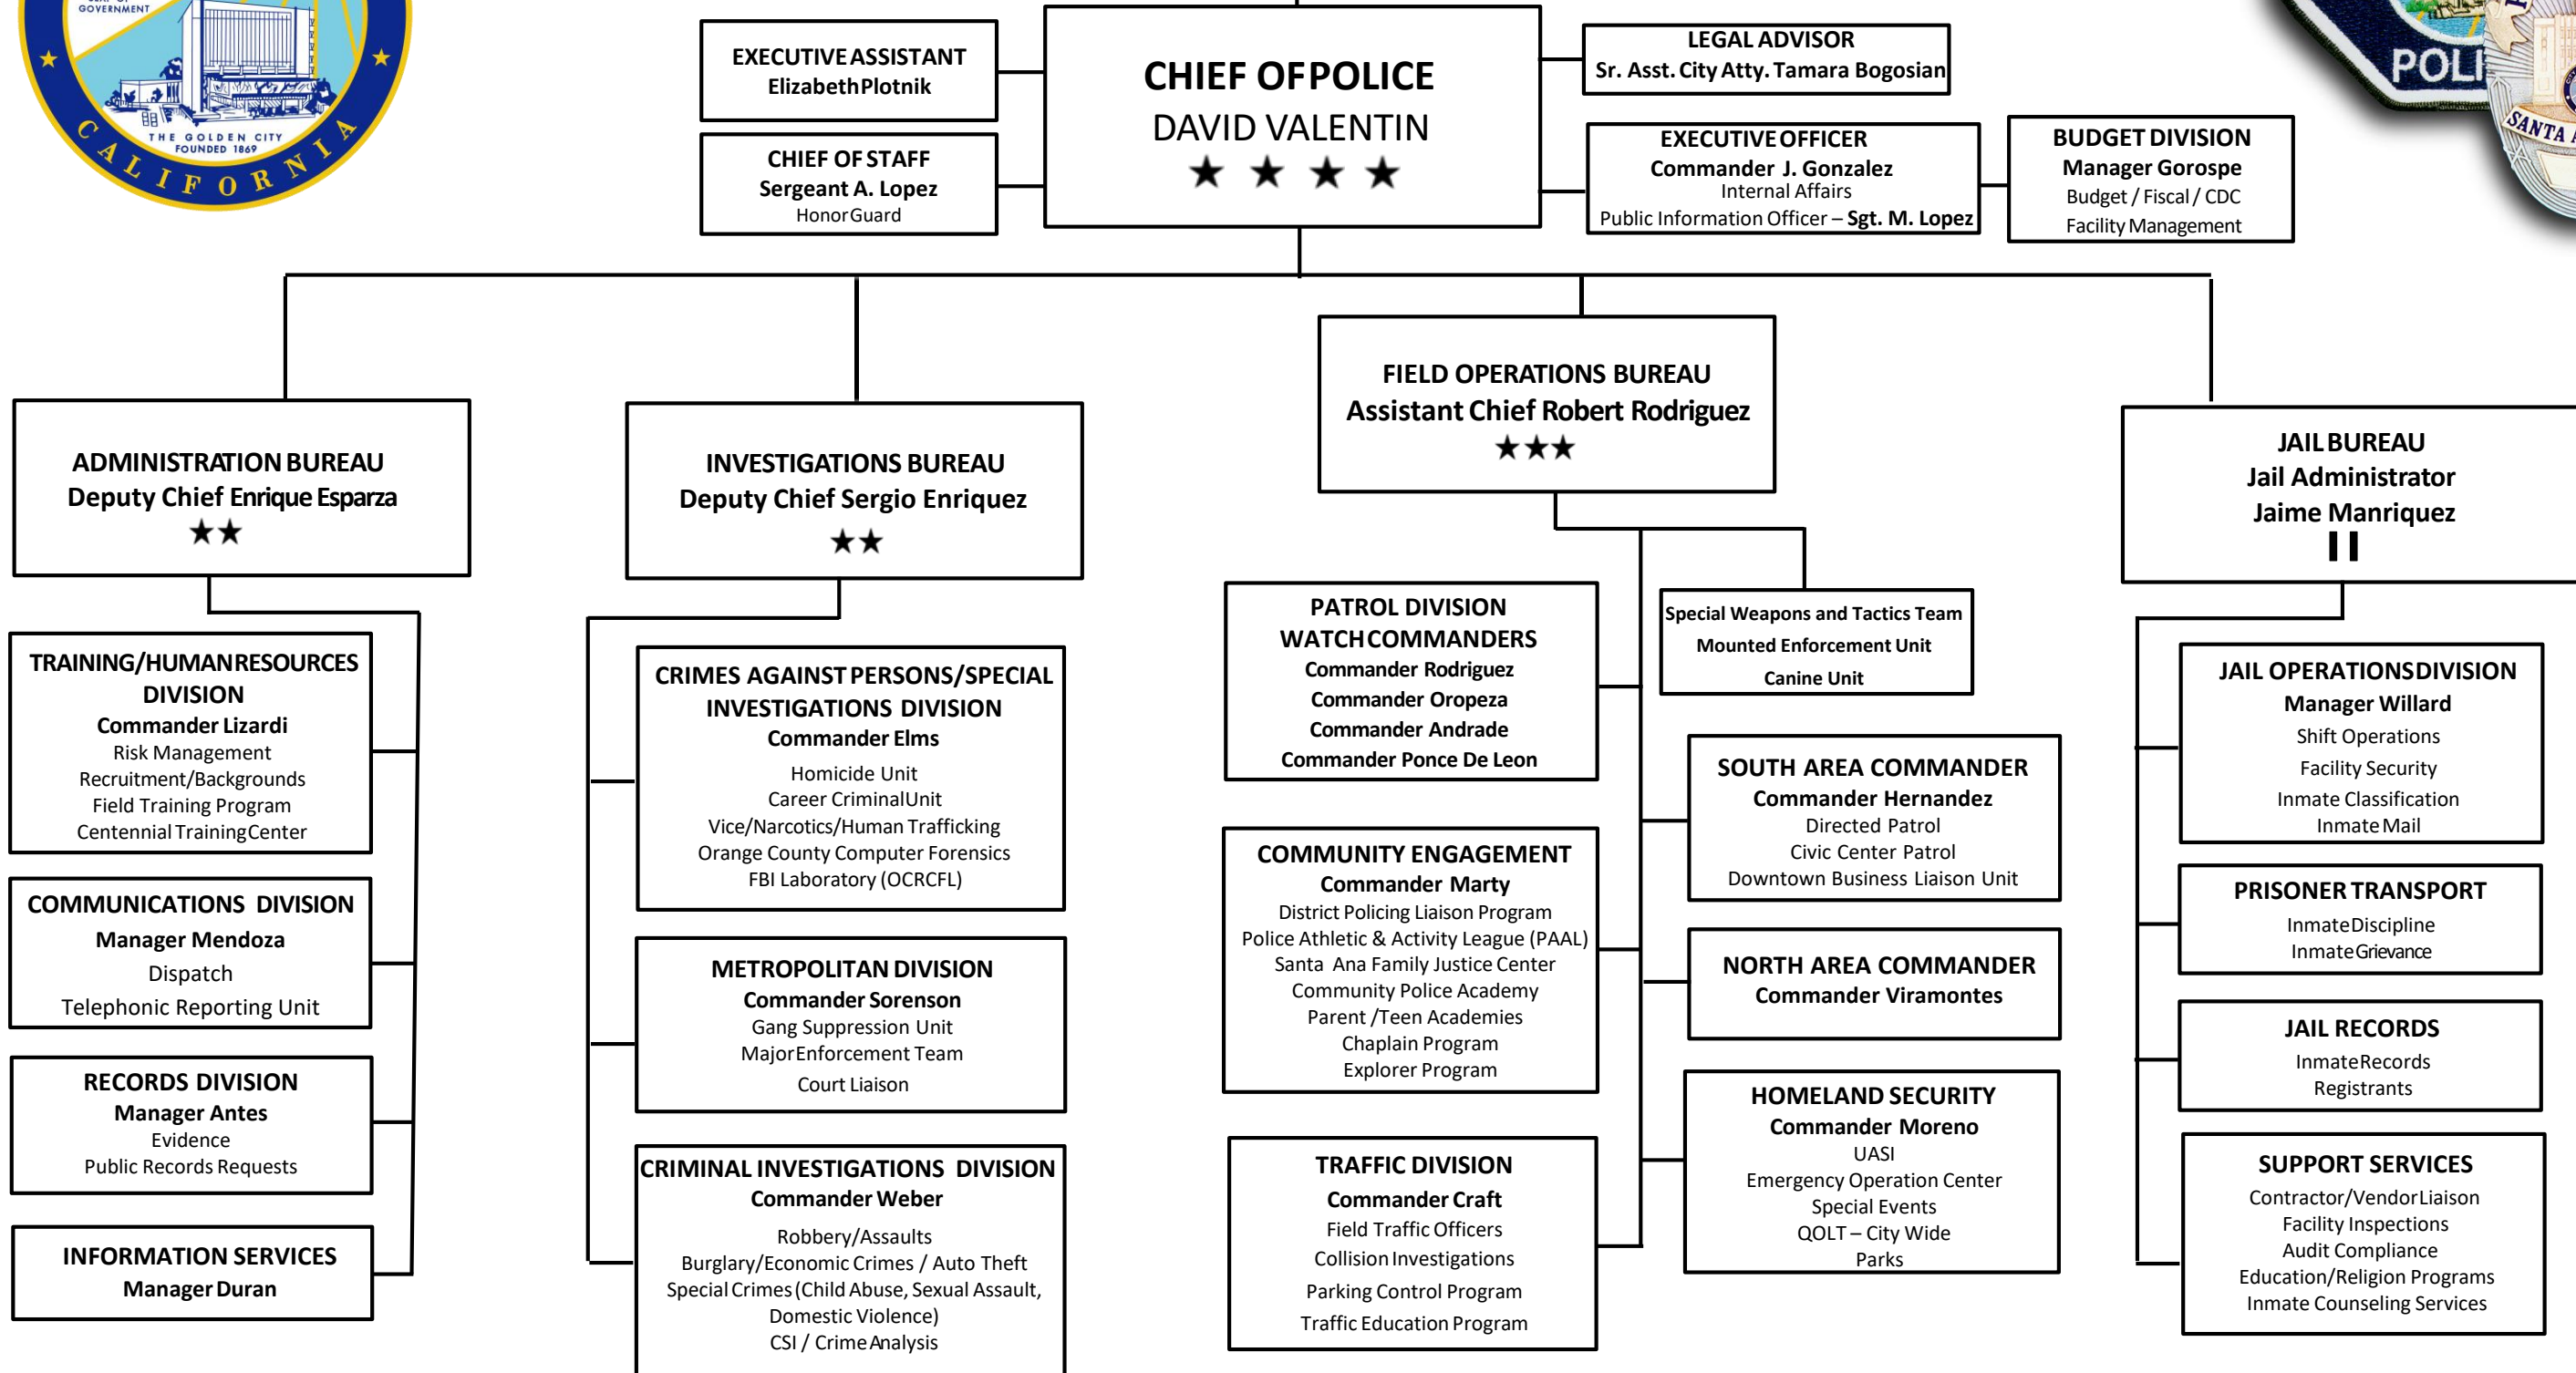 GOVERNMENT
THE GOLDEN CITY
FOUNDED 1869
CALIFORNIA
EXECUTIVE ASSISTANT
Elizabeth Plotnik
CHIEF OF STAFF
Sergeant A. Lopez
Honor Guard
CHIEF OF POLICE
DAVID VALENTIN
LEGAL ADVISOR
Sr. Asst. City Atty. Tamara Bogosian
EXECUTIVE OFFICER
Commander J. Gonzalez
Internal Affairs
Public Information Officer – Sgt. M. Lopez
BUDGET DIVISION
Manager Gorospe
Budget / Fiscal / CDC
Facility Management
POLI
SANTA A
ADMINISTRATION BUREAU
Deputy Chief Enrique Esparza
TRAINING/HUMAN RESOURCES
DIVISION
Commander Lizardi
Risk Management
Recruitment/Backgrounds
Field Training Program
Centennial Training Center
COMMUNICATIONS DIVISION
Manager Mendoza
Dispatch
Telephonic Reporting Unit
RECORDS DIVISION
Manager Antes
Evidence
Public Records Requests
INFORMATION SERVICES
Manager Duran
INVESTIGATIONS BUREAU
Deputy Chief Sergio Enriquez
CRIMES AGAINST PERSONS/SPECIAL
INVESTIGATIONS DIVISION
Commander Elms
Homicide Unit
Career Criminal Unit
Vice/Narcotics/Human Trafficking
Orange County Computer Forensics
FBI Laboratory (OCRCFL)
METROPOLITAN DIVISION
Commander Sorenson
Gang Suppression Unit
Major Enforcement Team
Court Liaison
CRIMINAL INVESTIGATIONS DIVISION
Commander Weber
Robbery/Assaults
Burglary/Economic Crimes / Auto Theft
Special Crimes (Child Abuse, Sexual Assault,
Domestic Violence)
CSI / Crime Analysis
FIELD OPERATIONS BUREAU
Assistant Chief Robert Rodriguez
PATROL DIVISION
WATCH COMMANDERS
Commander Rodriguez
Commander Oropeza
Commander Andrade
Commander Ponce De Leon
COMMUNITY ENGAGEMENT
Commander Marty
District Policing Liaison Program
Police Athletic & Activity League (PAAL)
Santa Ana Family Justice Center
Community Police Academy
Parent /Teen Academies
Chaplain Program
Explorer Program
TRAFFIC DIVISION
Commander Craft
Field Traffic Officers
Collision Investigations
Parking Control Program
Traffic Education Program
Special Weapons and Tactics Team
Mounted Enforcement Unit
Canine Unit
SOUTH AREA COMMANDER
Commander Hernandez
Directed Patrol
Civic Center Patrol
Downtown Business Liaison Unit
NORTH AREA COMMANDER
Commander Viramontes
HOMELAND SECURITY
Commander Moreno
UASI
Emergency Operation Center
Special Events
QOLT – City Wide
Parks
JAIL BUREAU
Jail Administrator
Jaime Manriquez
JAIL OPERATIONS DIVISION
Manager Willard
Shift Operations
Facility Security
Inmate Classification
Inmate Mail
PRISONER TRANSPORT
Inmate Discipline
Inmate Grievance
JAIL RECORDS
Inmate Records
Registrants
SUPPORT SERVICES
Contractor/Vendor Liaison
Facility Inspections
Audit Compliance
Education/Religion Programs
Inmate Counseling Services